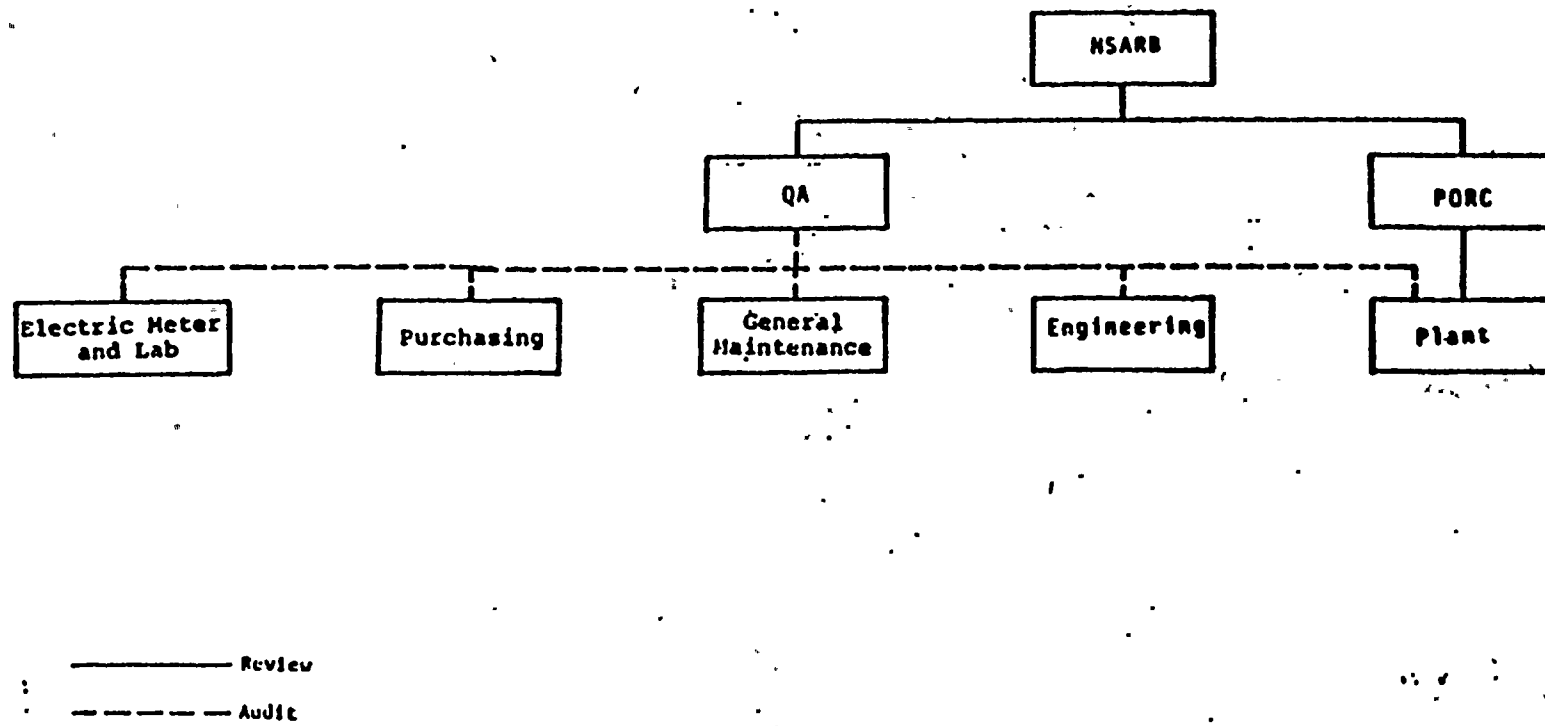 NSARB
QA
PORC
Electric Meter
and Lab
Purchasing
General
Maintenance
Engineering
Plant
Review
Audit